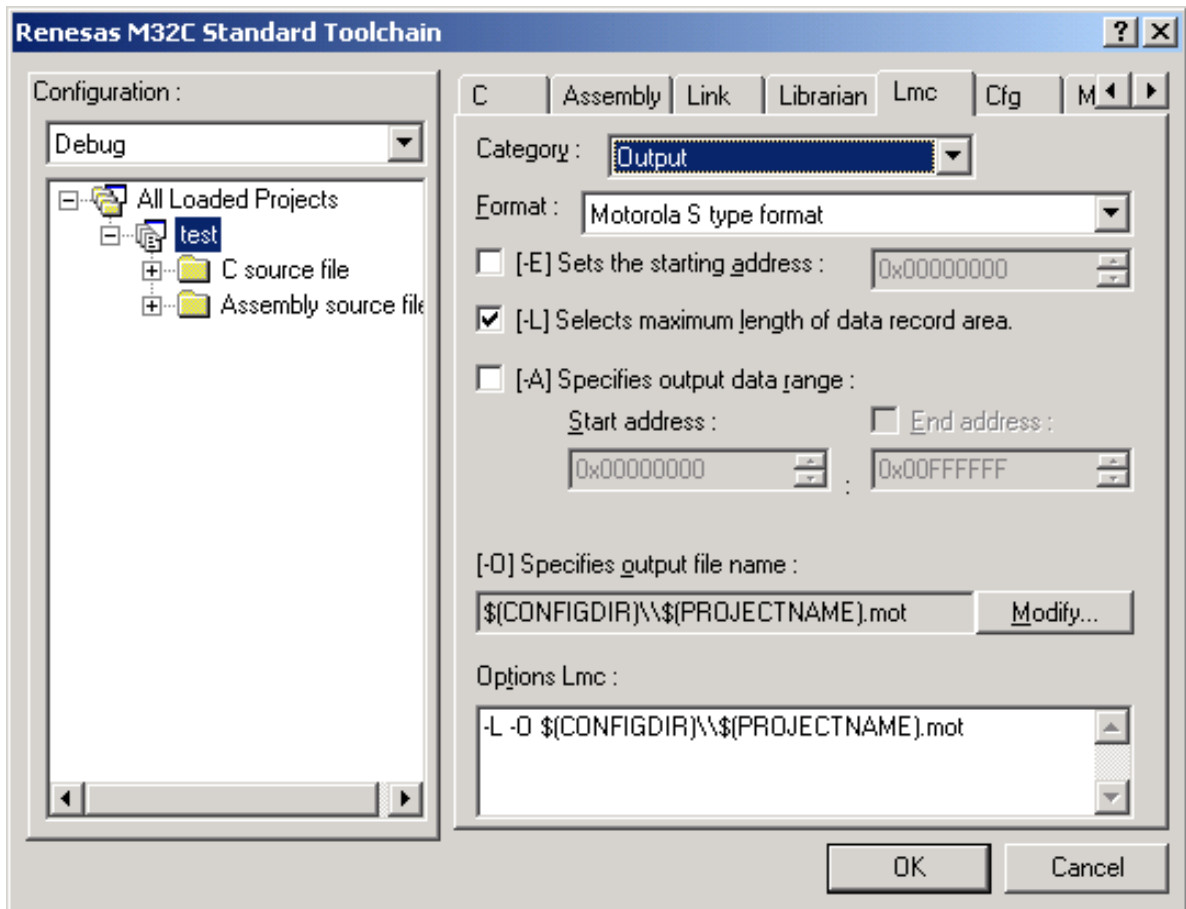 Renesas M32C Standard Toolchain
Configuration :
Debug
All Loaded Projects
test
C source file
Assembly source file
C Assembly Link Librarian Lmc Cfg M
Category : Output
Format : Motorola S type format
[-E] Sets the starting address : 0x00000000
[-L] Selects maximum length of data record area.
[-A] Specifies output data range :
Start address : End address :
0x00000000 : 0x00FFFFFF
[-O] Specifies output file name :
$(CONFIGDIR)\\$(PROJECTNAME).mot Modify...
Options Lmc :
-L -O $(CONFIGDIR)\\$(PROJECTNAME).mot
OK Cancel